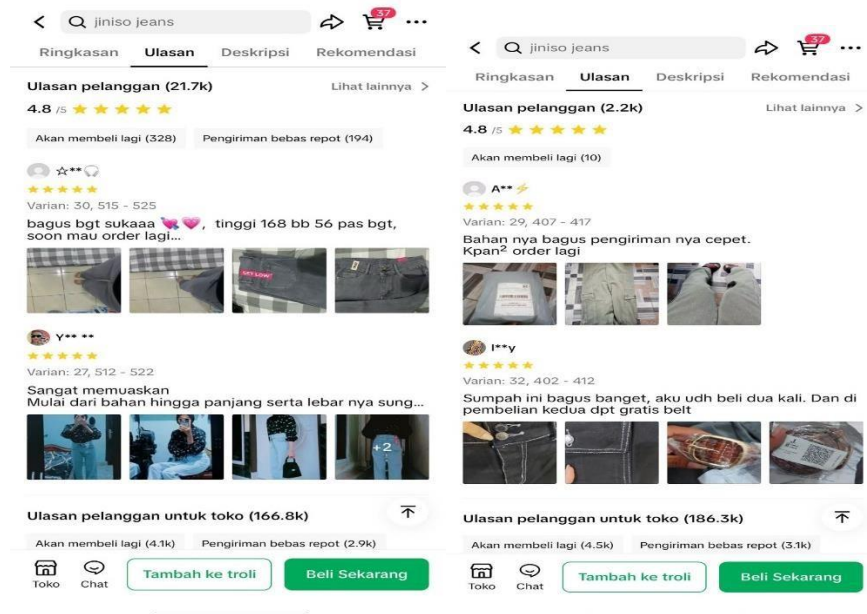 jiniso jeans
37
Ringkasan Ulasan Deskripsi Rekomendasi
Ulasan pelanggan (21.7k) Lihat lainnya >
4.8 /5
Akan membeli lagi (328) Pengiriman bebas repot (194)
☆**🎧
Varian: 30, 515 - 525
bagus bgt sukaaa 💘💗, tinggi 168 bb 56 pas bgt,
soon mau order lagi...
Y** **
Varian: 27, 512 - 522
Sangat memuaskan
Mulai dari bahan hingga panjang serta lebar nya sung...
+2
Ulasan pelanggan untuk toko (166.8k)
Akan membeli lagi (4.1k) Pengiriman bebas repot (2.9k)
Toko Chat Tambah ke troli Beli Sekarang
jiniso jeans
37
Ringkasan Ulasan Deskripsi Rekomendasi
Ulasan pelanggan (2.2k) Lihat lainnya >
4.8 /5
Akan membeli lagi (10)
A**⚡
Varian: 29, 407 - 417
Bahan nya bagus pengiriman nya cepet.
Kpan² order lagi
I**y
Varian: 32, 402 - 412
Sumpah ini bagus banget, aku udh beli dua kali. Dan di
pembelian kedua dpt gratis belt
Ulasan pelanggan untuk toko (186.3k)
Akan membeli lagi (4.5k) Pengiriman bebas repot (3.1k)
Toko Chat Tambah ke troli Beli Sekarang